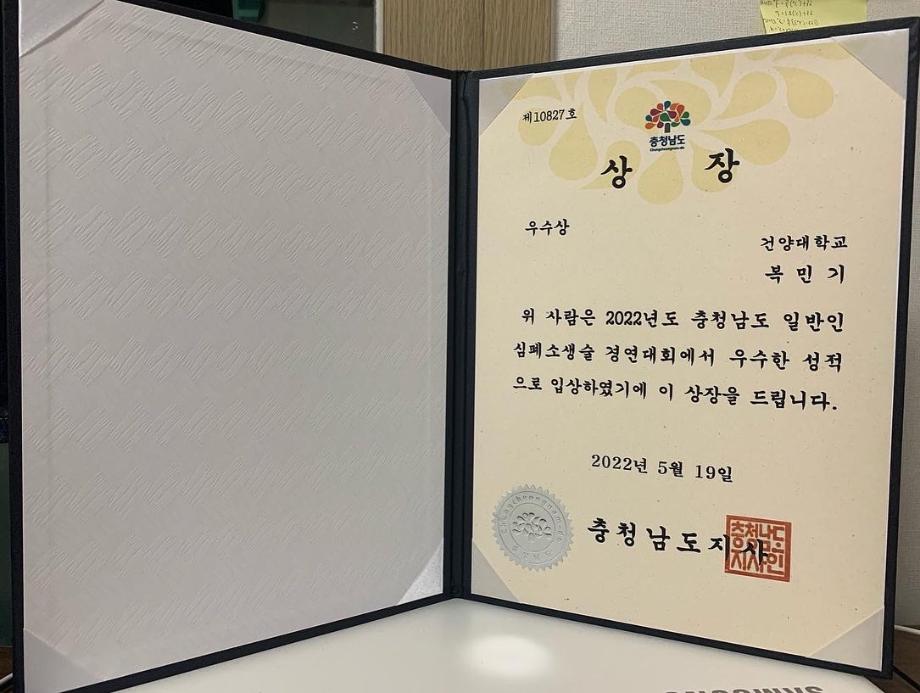 제10827호
충청남도
Chungcheongnam-do
상 장
우수상
건양대학교
복 민 기
위 사람은 2022년도 충청남도 일반인
심폐소생술 경연대회에서 우수한 성적
으로 입상하였기에 이 상장을 드립니다.
2022년 5월 19일
충청남도지사
충청남도
지사인
SAMSUNG